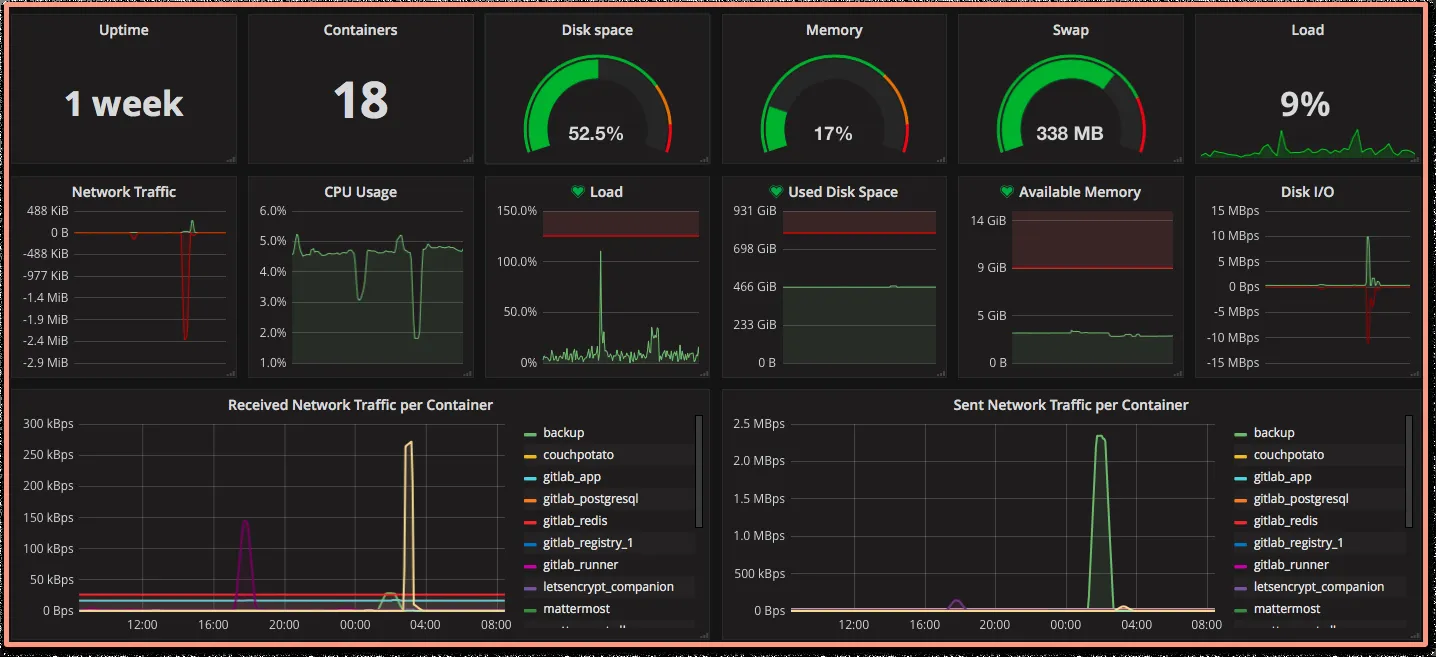 Uptime
1 week
Containers
18
Disk space
52.5%
Memory
17%
Swap
338 MB
Load
9%
Network Traffic
488 KiB
0 B
-488 KiB
-977 KiB
-1.4 MiB
-1.9 MiB
-2.4 MiB
-2.9 MiB
CPU Usage
6.0%
5.0%
4.0%
3.0%
2.0%
1.0%
Load
150.0%
100.0%
50.0%
0%
Used Disk Space
931 GiB
698 GiB
466 GiB
233 GiB
0 B
Available Memory
14 GiB
9 GiB
5 GiB
0 B
Disk I/O
15 MBps
10 MBps
5 MBps
0 Bps
-5 MBps
-10 MBps
-15 MBps
Received Network Traffic per Container
300 kBps
250 kBps
200 kBps
150 kBps
100 kBps
50 kBps
0 Bps
12:00 16:00 20:00 00:00 04:00 08:00
backup
couchpotato
gitlab_app
gitlab_postgresql
gitlab_redis
gitlab_registry_1
gitlab_runner
letsencrypt_companion
mattermost
Sent Network Traffic per Container
2.5 MBps
2.0 MBps
1.5 MBps
1.0 MBps
500 kBps
0 Bps
12:00 16:00 20:00 00:00 04:00 08:00
backup
couchpotato
gitlab_app
gitlab_postgresql
gitlab_redis
gitlab_registry_1
gitlab_runner
letsencrypt_companion
mattermost